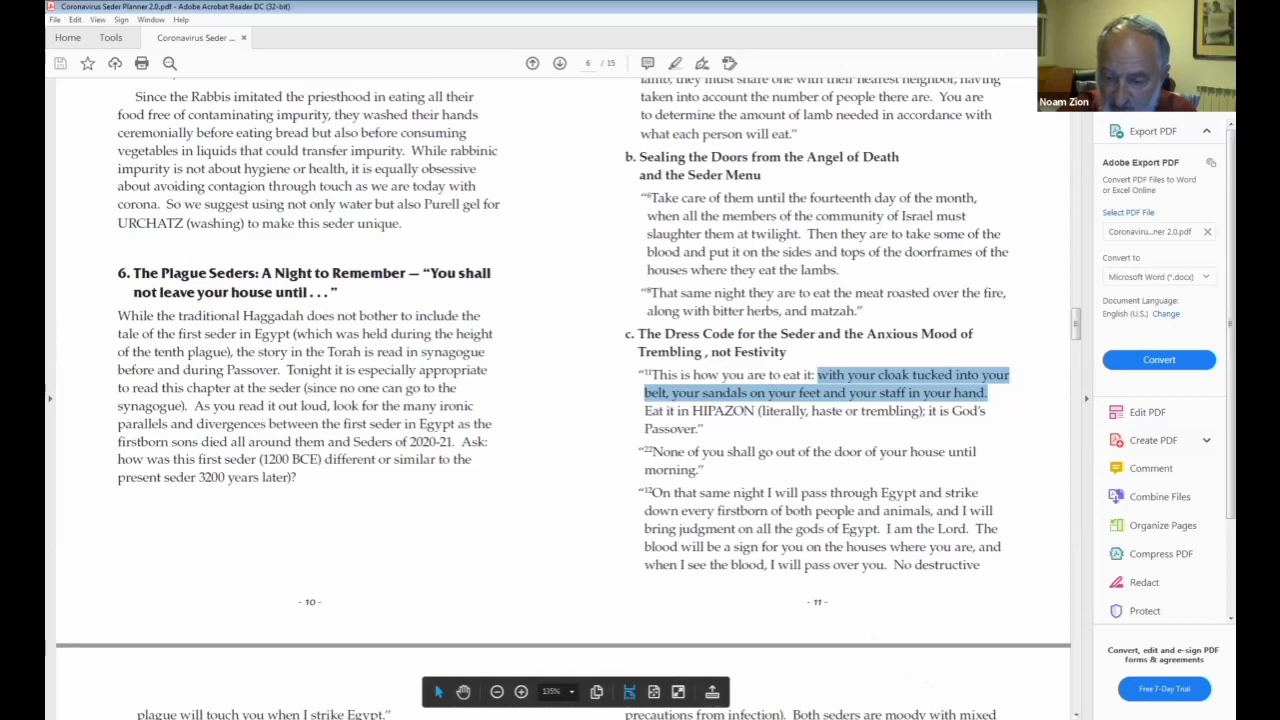 Coronavirus Seder Planner 2.0.pdf - Adobe Acrobat Reader DC (32-bit)
File Edit View Sign Window Help
Home Tools Coronavirus Seder ... ×
6 / 15
Since the Rabbis imitated the priesthood in eating all their
food free of contaminating impurity, they washed their hands
ceremonially before eating bread but also before consuming
vegetables in liquids that could transfer impurity. While rabbinic
impurity is not about hygiene or health, it is equally obsessive
about avoiding contagion through touch as we are today with
corona. So we suggest using not only water but also Purell gel for
URCHATZ (washing) to make this seder unique.
6. The Plague Seders: A Night to Remember — “You shall
not leave your house until . . . ”
While the traditional Haggadah does not bother to include the
tale of the first seder in Egypt (which was held during the height
of the tenth plague), the story in the Torah is read in synagogue
before and during Passover. Tonight it is especially appropriate
to read this chapter at the seder (since no one can go to the
synagogue). As you read it out loud, look for the many ironic
parallels and divergences between the first seder in Egypt as the
firstborn sons died all around them and Seders of 2020-21. Ask:
how was this first seder (1200 BCE) different or similar to the
present seder 3200 years later)?
- 10 -
lamb, they must share one with their nearest neighbor, having
taken into account the number of people there are. You are
to determine the amount of lamb needed in accordance with
what each person will eat.”
b. Sealing the Doors from the Angel of Death
and the Seder Menu
“⁶Take care of them until the fourteenth day of the month,
when all the members of the community of Israel must
slaughter them at twilight. Then they are to take some of the
blood and put it on the sides and tops of the doorframes of the
houses where they eat the lambs.
“⁸That same night they are to eat the meat roasted over the fire,
along with bitter herbs, and matzah.”
c. The Dress Code for the Seder and the Anxious Mood of
Trembling , not Festivity
“¹¹This is how you are to eat it: with your cloak tucked into your
belt, your sandals on your feet and your staff in your hand.
Eat it in HIPAZON (literally, haste or trembling); it is God’s
Passover.”
“²²None of you shall go out of the door of your house until
morning.”
“¹²On that same night I will pass through Egypt and strike
down every firstborn of both people and animals, and I will
bring judgment on all the gods of Egypt. I am the Lord. The
blood will be a sign for you on the houses where you are, and
when I see the blood, I will pass over you. No destructive
- 11 -
plague will touch you when I strike Egypt.”
precautions from infection). Both seders are moody with mixed
135%
Noam Zion
Export PDF
Adobe Export PDF
Convert PDF Files to Word
or Excel Online
Select PDF File
Coronaviru...ner 2.0.pdf ×
Convert to
Microsoft Word (*.docx)
Document Language:
English (U.S.) Change
Convert
Edit PDF
Create PDF
Comment
Combine Files
Organize Pages
Compress PDF
Redact
Protect
Convert, edit and e-sign PDF
forms & agreements
Free 7-Day Trial